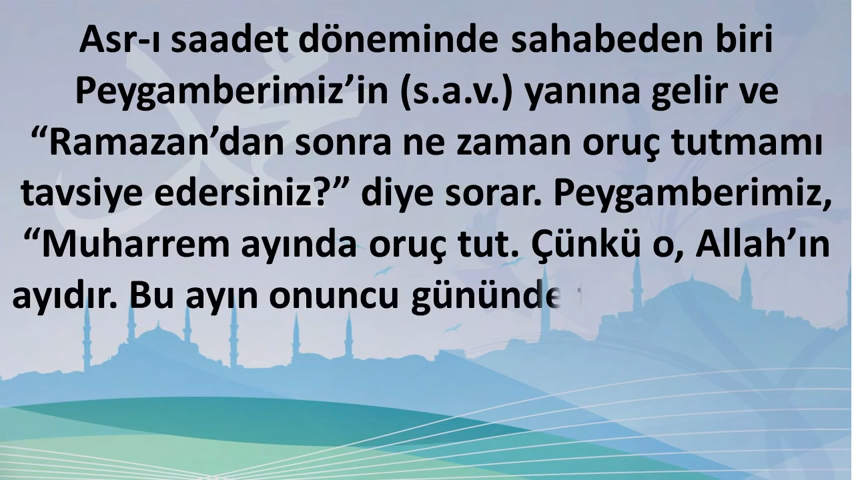 Asr-ı saadet döneminde sahabeden biri
Peygamberimiz’in (s.a.v.) yanına gelir ve
“Ramazan’dan sonra ne zaman oruç tutmamı
tavsiye edersiniz?” diye sorar. Peygamberimiz,
“Muharrem ayında oruç tut. Çünkü o, Allah’ın
ayıdır. Bu ayın onuncu gününde